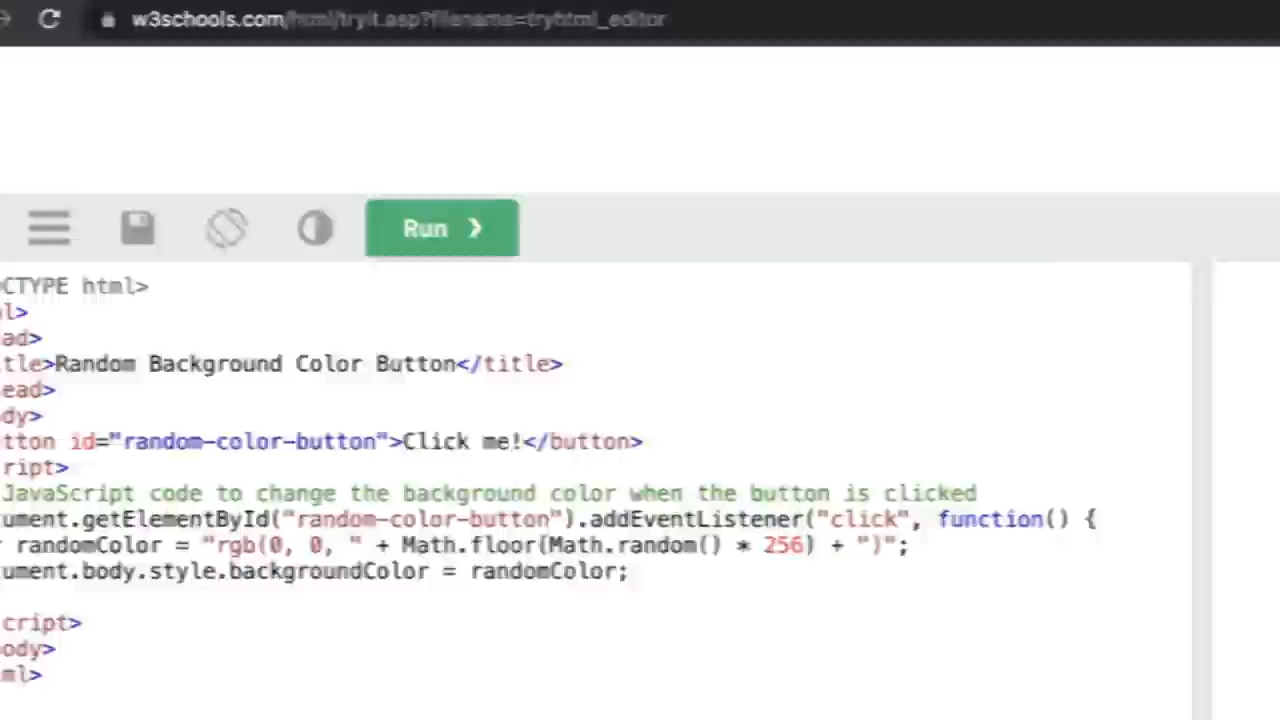 w3schools.com/html/tryit.asp?filename=tryhtml_editor
Run ❯
CTYPE html>
l>
ad>
tle>Random Background Color Button</title>
ead>
dy>
tton id="random-color-button">Click me!</button>
ript>
JavaScript code to change the background color when the button is clicked
ument.getElementById("random-color-button").addEventListener("click", function() {
r randomColor = "rgb(0, 0, " + Math.floor(Math.random() * 256) + ")";
ument.body.style.backgroundColor = randomColor;
cript>
ody>
ml>